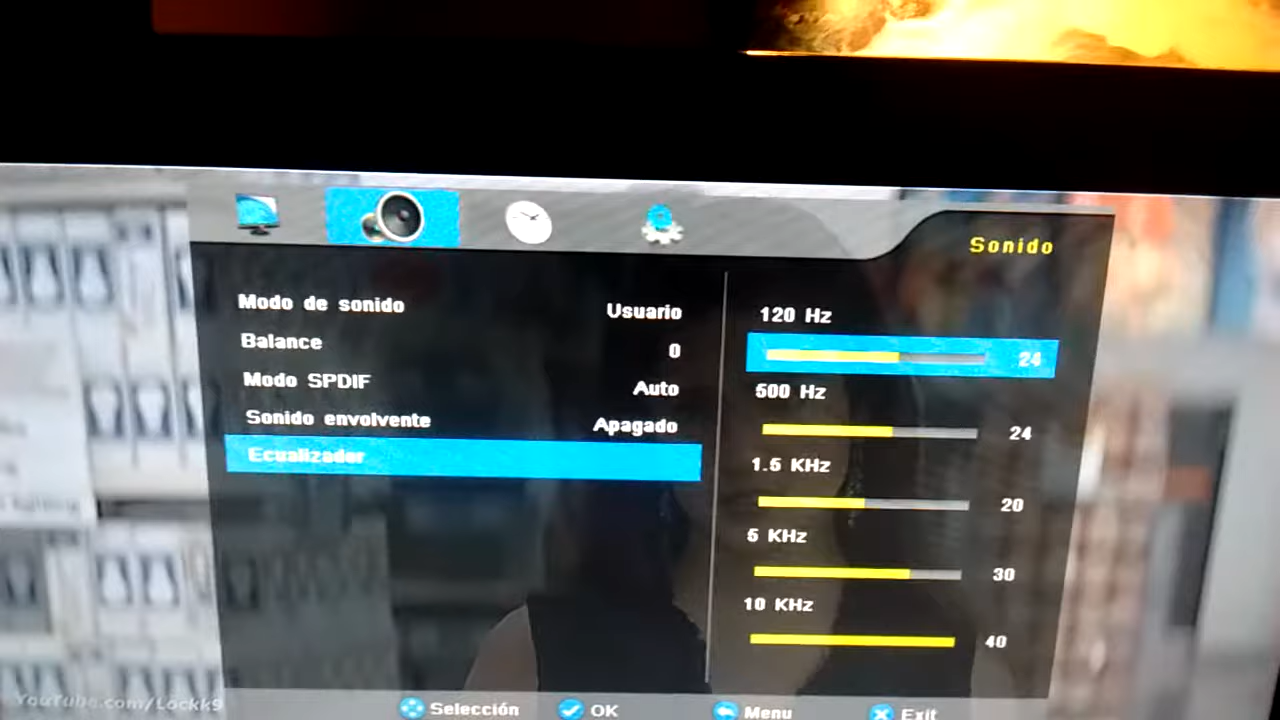 Sonido
Modo de sonido Usuario
Balance 0
Modo SPDIF Auto
Sonido envolvente Apagado
Ecualizador
120 Hz
24
500 Hz
24
1.5 KHz
20
5 KHz
30
10 KHz
40
Selección OK Menu Exit
YouTube.com/Lockk9